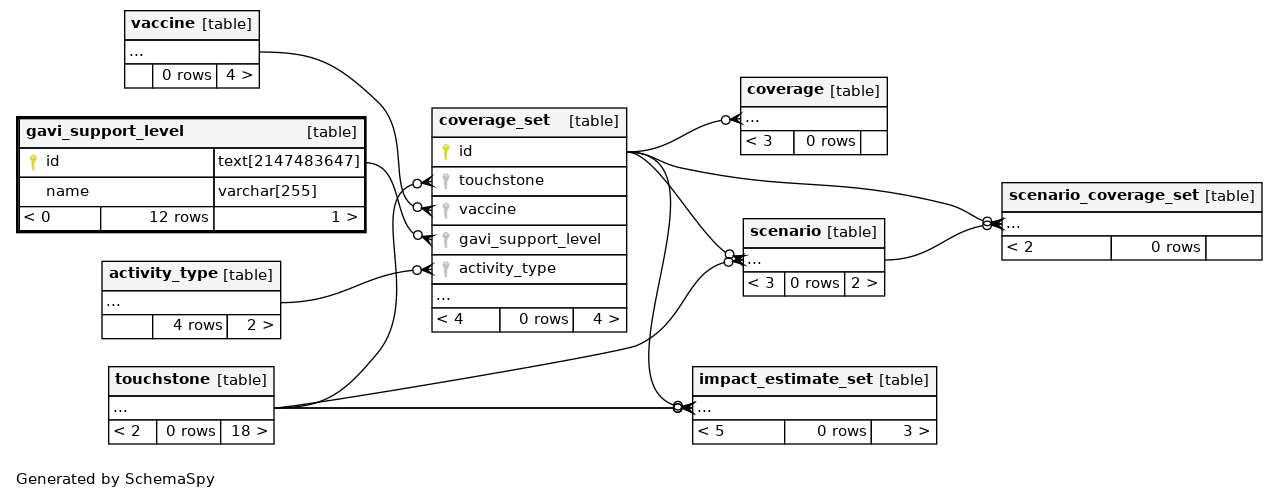 vaccine [table]
...
0 rows 4 >
gavi_support_level [table]
id text[2147483647]
name varchar[255]
< 0 12 rows 1 >
activity_type [table]
...
4 rows 2 >
touchstone [table]
...
< 2 0 rows 18 >
coverage_set [table]
id
touchstone
vaccine
gavi_support_level
activity_type
...
< 4 0 rows 4 >
coverage [table]
...
< 3 0 rows
scenario [table]
...
< 3 0 rows 2 >
impact_estimate_set [table]
...
< 5 0 rows 3 >
scenario_coverage_set [table]
...
< 2 0 rows
Generated by SchemaSpy